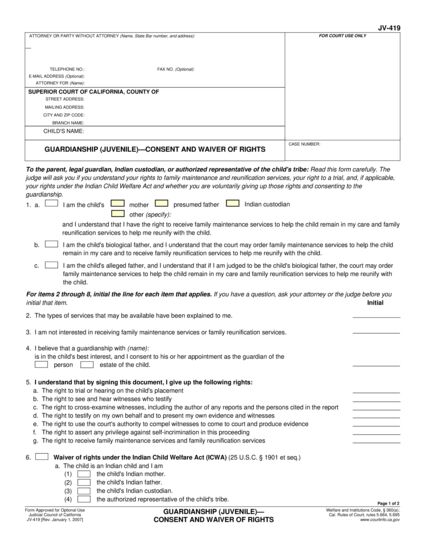 JV-419
ATTORNEY OR PARTY WITHOUT ATTORNEY (Name, State Bar number, and address):
FOR COURT USE ONLY
TELEPHONE NO.: FAX NO. (Optional):
E-MAIL ADDRESS (Optional):
ATTORNEY FOR (Name):
SUPERIOR COURT OF CALIFORNIA, COUNTY OF
STREET ADDRESS:
MAILING ADDRESS:
CITY AND ZIP CODE:
BRANCH NAME:
CHILD'S NAME:
GUARDIANSHIP (JUVENILE)—CONSENT AND WAIVER OF RIGHTS
CASE NUMBER:
To the parent, legal guardian, Indian custodian, or authorized representative of the child's tribe: Read this form carefully. The
judge will ask you if you understand your rights to family maintenance and reunification services, your right to a trial, and, if applicable,
your rights under the Indian Child Welfare Act and whether you are voluntarily giving up those rights and consenting to the
guardianship.
1. a. I am the child's mother presumed father Indian custodian
other (specify):
and I understand that I have the right to receive family maintenance services to help the child remain in my care and family
reunification services to help me reunify with the child.
b. I am the child's biological father, and I understand that the court may order family maintenance services to help the child
remain in my care and to receive family reunification services to help me reunify with the child.
c. I am the child's alleged father, and I understand that if I am judged to be the child's biological father, the court may order
family maintenance services to help the child remain in my care and family reunification services to help me reunify with
the child.
For items 2 through 8, initial the line for each item that applies. If you have a question, ask your attorney or the judge before you
initial that item. Initial
2. The types of services that may be available have been explained to me.
3. I am not interested in receiving family maintenance services or family reunification services.
4. I believe that a guardianship with (name):
is in the child's best interest, and I consent to his or her appointment as the guardian of the
person estate of the child.
5. I understand that by signing this document, I give up the following rights:
a. The right to trial or hearing on the child's placement
b. The right to see and hear witnesses who testify
c. The right to cross-examine witnesses, including the author of any reports and the persons cited in the report
d. The right to testify on my own behalf and to present my own evidence and witnesses
e. The right to use the court's authority to compel witnesses to come to court and produce evidence
f. The right to assert any privilege against self-incrimination in this proceeding
g. The right to receive family maintenance services and family reunification services
6. Waiver of rights under the Indian Child Welfare Act (ICWA) (25 U.S.C. § 1901 et seq.)
a. The child is an Indian child and I am
(1) the child's Indian mother.
(2) the child's Indian father.
(3) the child's Indian custodian.
(4) the authorized representative of the child's tribe.
Page 1 of 2
Form Approved for Optional Use
Judicial Council of California
JV-419 [Rev. January 1, 2007]
GUARDIANSHIP (JUVENILE)—
CONSENT AND WAIVER OF RIGHTS
Welfare and Institutions Code, § 360(a);
Cal. Rules of Court, rules 5.664, 5.695
www.courtinfo.ca.gov